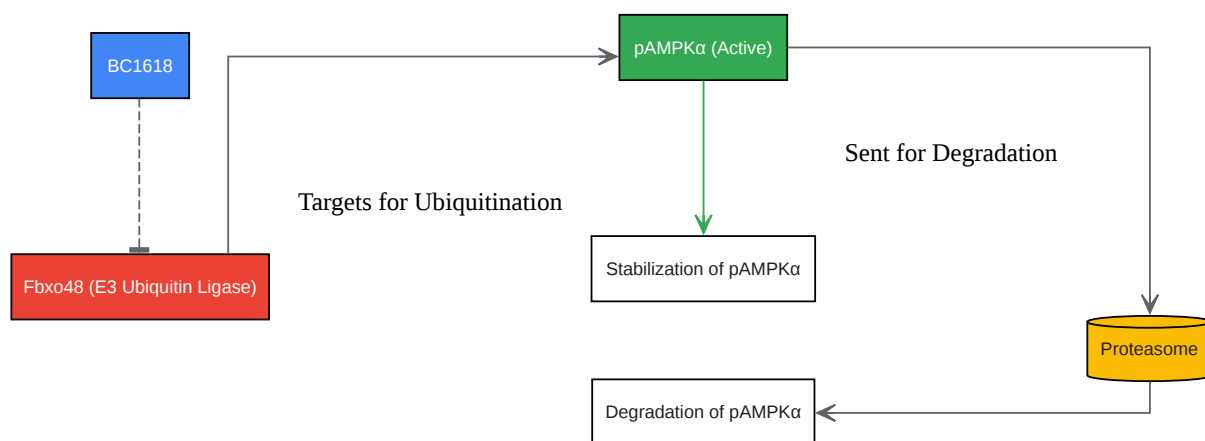 BC1618
pAMPKα (Active)
Sent for Degradation
Targets for Ubiquitination
Stabilization of pAMPKα
Fbxo48 (E3 Ubiquitin Ligase)
Proteasome
Degradation of pAMPKα